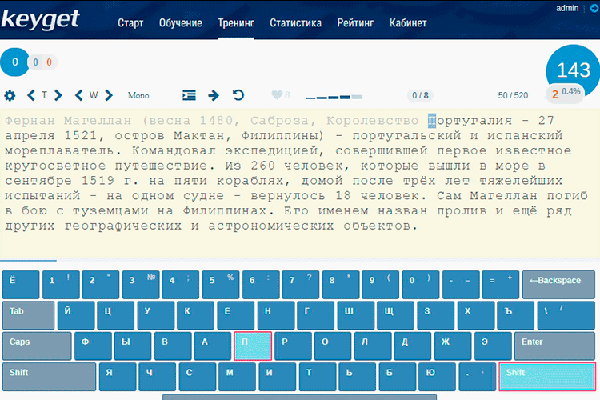 keyget
Старт Обучение Тренинг Статистика Рейтинг Кабинет
admin
0 0 0
143
T W Mono
0 / 8
50 / 520
2 0.4%
Фернан Магеллан (весна 1480, Саброза, Королевство Португалия - 27
апреля 1521, остров Мактан, Филиппины) - португальский и испанский
мореплаватель. Командовал экспедицией, совершившей первое известное
кругосветное путешествие. Из 260 человек, которые вышли в море в
сентябре 1519 г. на пяти кораблях, домой после трёх лет тяжелейших
испытаний - на одном судне - вернулось 18 человек. Сам Магеллан погиб
в бою с туземцами на Филиппинах. Его именем назван пролив и ещё ряд
других географических и астрономических объектов.
Ё 1 ! 2 " 3 № 4 ; 5 % 6 : 7 ? 8 * 9 ( 0 ) - _ = + ←Backspace
Tab Й Ц У К Е Н Г Ш Щ З Х Ъ \ /
Caps Ф Ы В А П Р О Л Д Ж Э Enter
Shift Я Ч С М И Т Ь Б Ю . , Shift